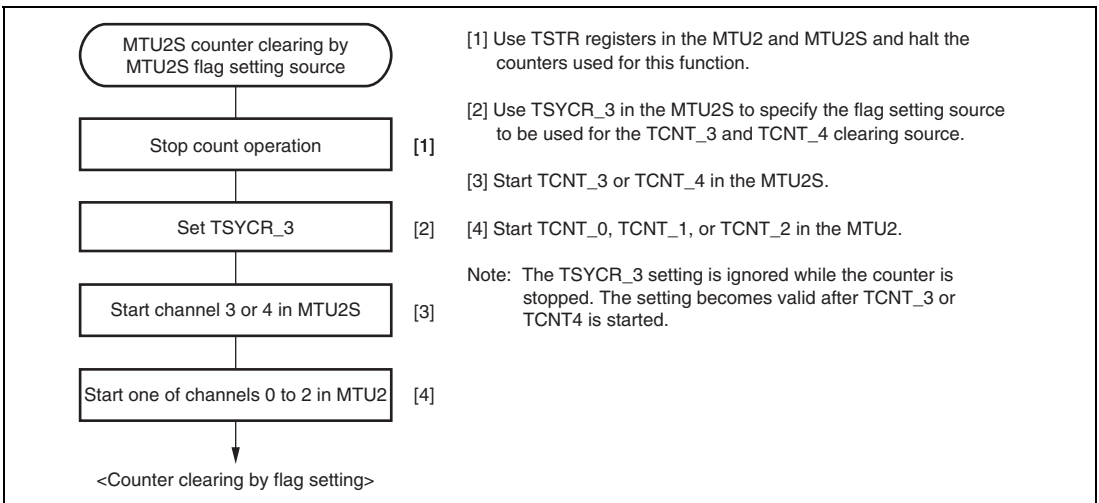 MTU2S counter clearing by
MTU2S flag setting source
Stop count operation
[1]
Set TSYCR_3
[2]
Start channel 3 or 4 in MTU2S
[3]
Start one of channels 0 to 2 in MTU2
[4]
<Counter clearing by flag setting>
[1] Use TSTR registers in the MTU2 and MTU2S and halt the
counters used for this function.
[2] Use TSYCR_3 in the MTU2S to specify the flag setting source
to be used for the TCNT_3 and TCNT_4 clearing source.
[3] Start TCNT_3 or TCNT_4 in the MTU2S.
[4] Start TCNT_0, TCNT_1, or TCNT_2 in the MTU2.
Note: The TSYCR_3 setting is ignored while the counter is
stopped. The setting becomes valid after TCNT_3 or
TCNT4 is started.